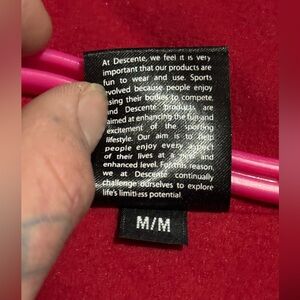 At Descente, we feel it is very
important that our products are
fun to wear and use. Sports
evolved because people enjoy
using their bodies to compete,
and Descente products are
aimed at enhancing the fun and
excitement of the sporting
lifestyle. Our aim is to help
people enjoy every aspect
of their lives at a new and
enhanced level. For this reason
we at Descente continually
challenge ourselves to explore
life's limitless potential.
M/M